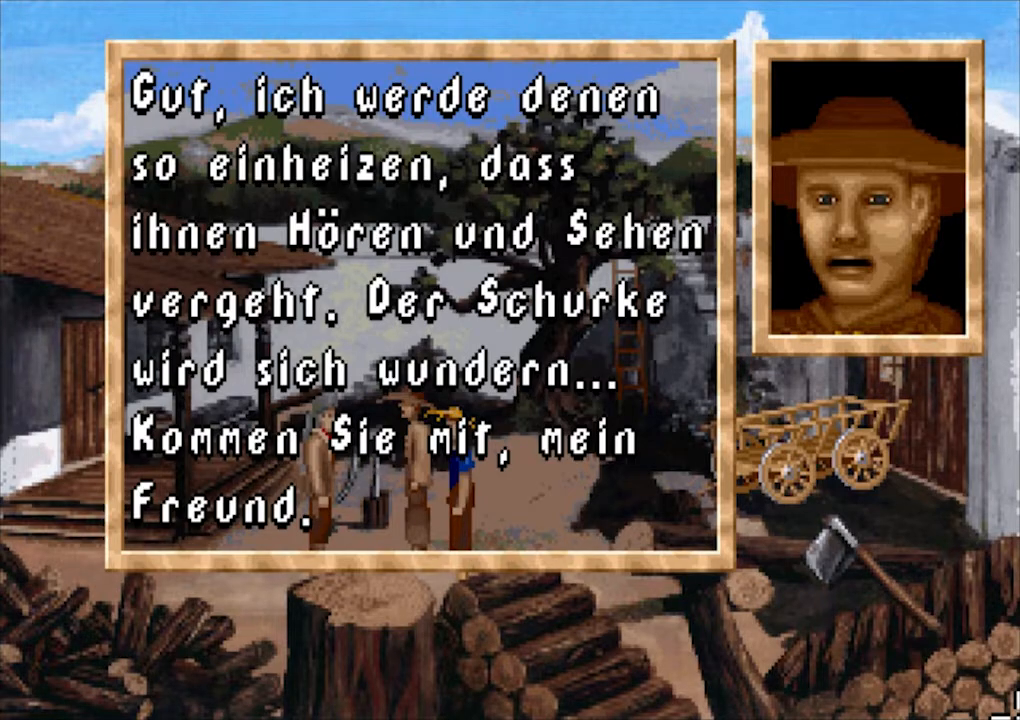 Gut, ich werde denen
so einheizen, dass
ihnen Hören und Sehen
vergeht. Der Schurke
wird sich wundern...
Kommen Sie mit, mein
Freund.